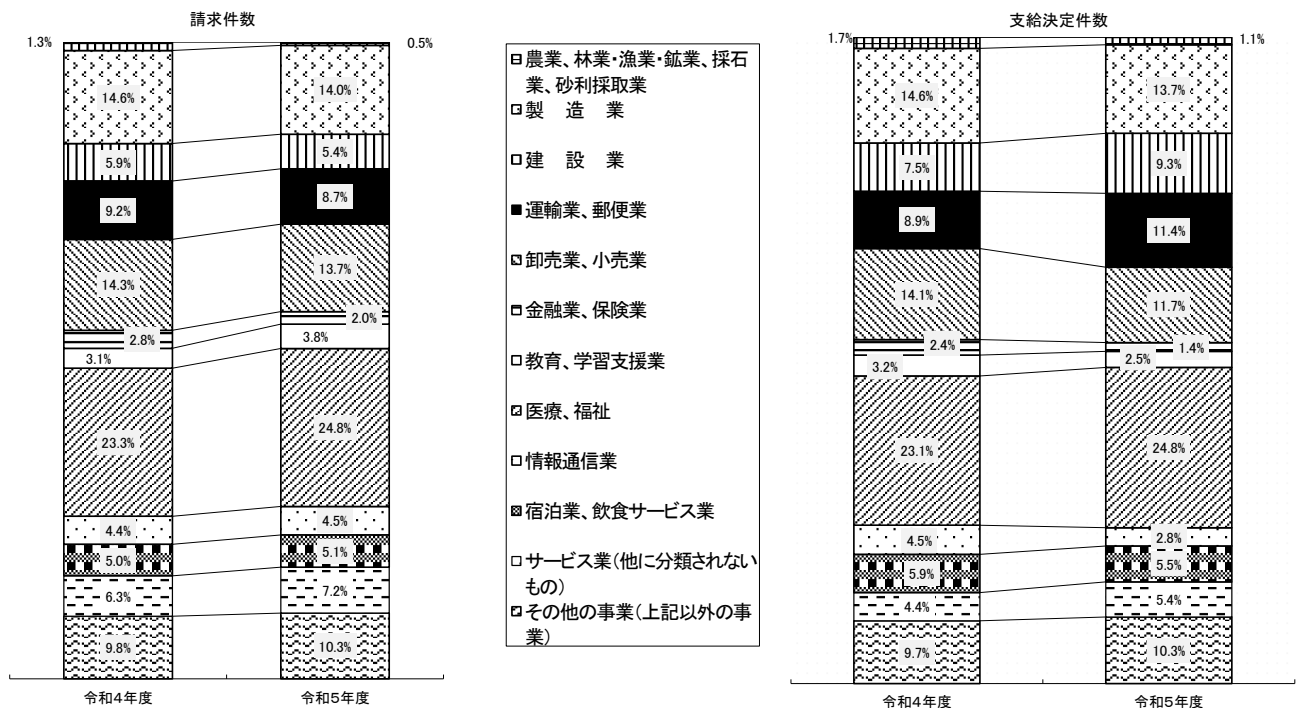 請求件数
1.3%
0.5%
14.6%
14.0%
5.9%
5.4%
9.2%
8.7%
14.3%
13.7%
2.8%
2.0%
3.1%
3.8%
23.3%
24.8%
4.4%
4.5%
5.0%
5.1%
6.3%
7.2%
9.8%
10.3%
令和4年度
令和5年度
農業、林業・漁業・鉱業、採石
業、砂利採取業
製 造 業
建 設 業
運輸業、郵便業
卸売業、小売業
金融業、保険業
教育、学習支援業
医療、福祉
情報通信業
宿泊業、飲食サービス業
サービス業(他に分類されない
もの)
その他の事業(上記以外の事
業)
支給決定件数
1.7%
1.1%
14.6%
13.7%
7.5%
9.3%
8.9%
11.4%
14.1%
11.7%
2.4%
1.4%
3.2%
2.5%
23.1%
24.8%
4.5%
2.8%
5.9%
5.5%
4.4%
5.4%
9.7%
10.3%
令和4年度
令和5年度